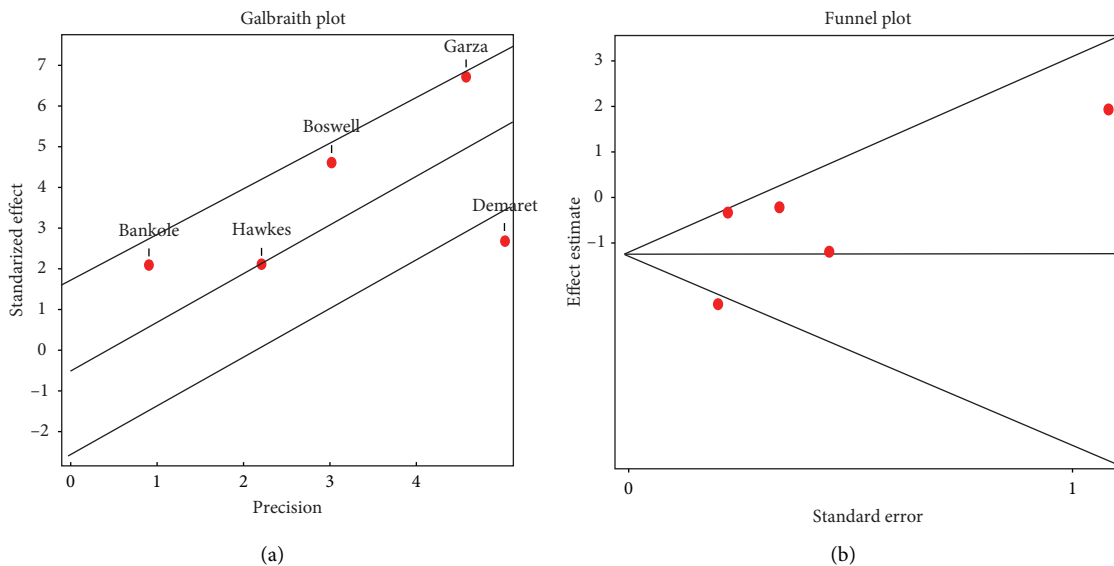 Galbraith plot
Standarized effect
7
6
5
4
3
2
1
0
−1
−2
Garza
Boswell
Bankole
Hawkes
Demaret
0
1
2
3
4
Precision
(a)
Funnel plot
Effect estimate
3
2
1
0
−1
0
1
Standard error
(b)